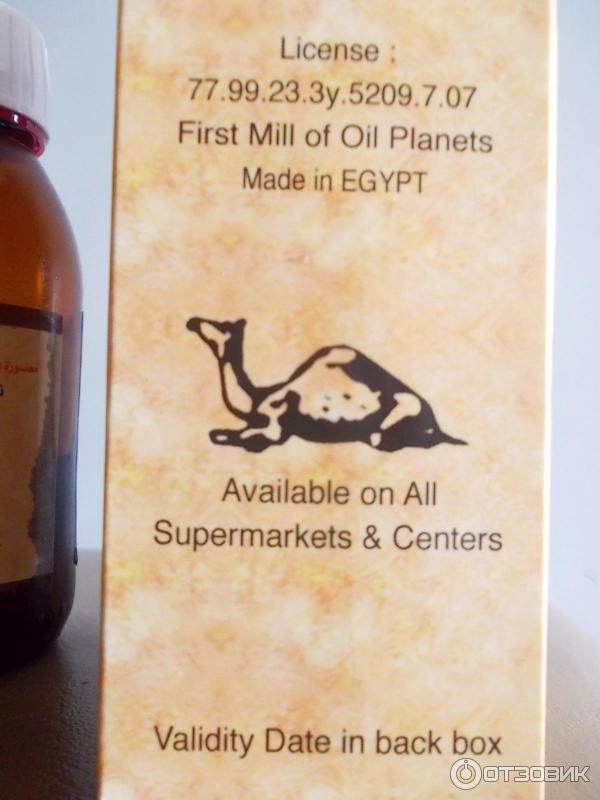 License :
77.99.23.3y.5209.7.07
First Mill of Oil Planets
Made in EGYPT
معصورة
Available on All
Supermarkets & Centers
Validity Date in back box
ОТЗОВИК